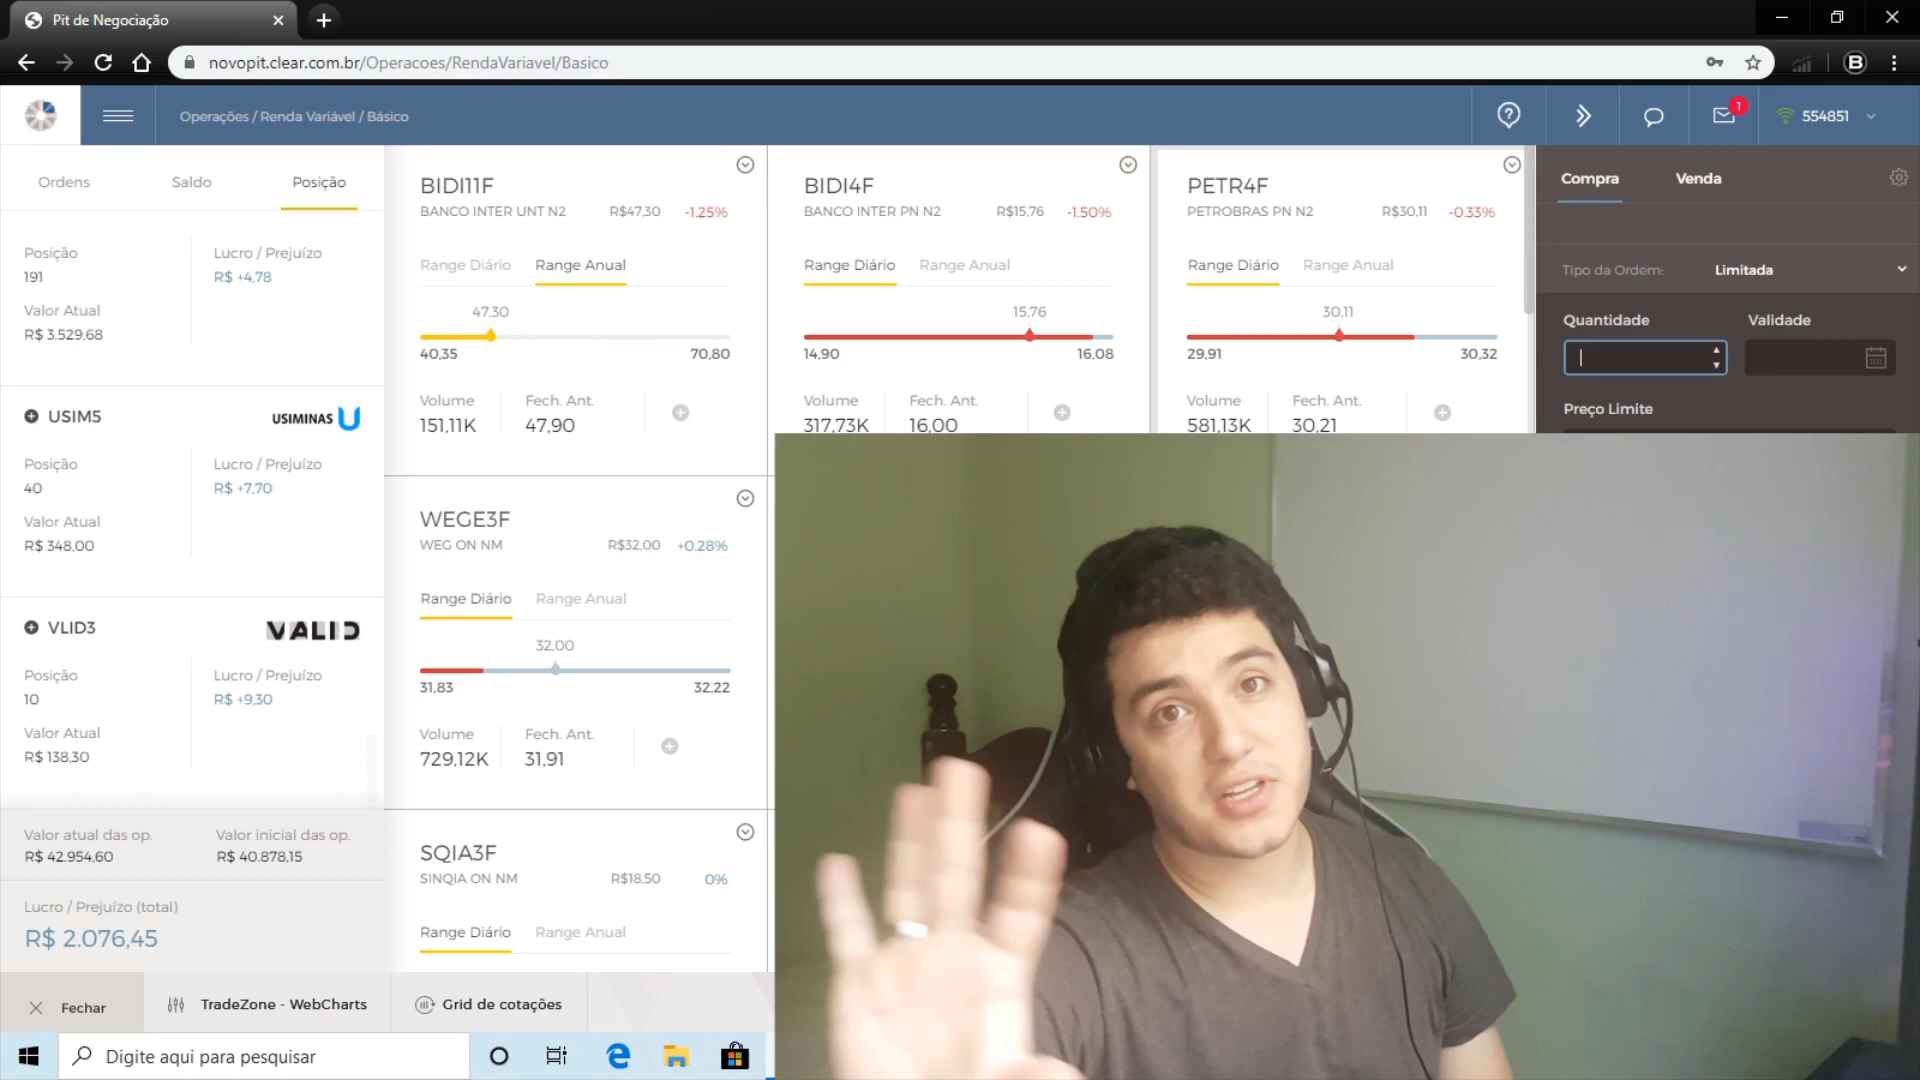 Pit de Negociação
novopit.clear.com.br/Operacoes/RendaVariavel/Basico
B
Operações / Renda Variável / Básico
1
554851
Ordens
Saldo
Posição
Posição
191
Lucro / Prejuízo
R$ +4,78
Valor Atual
R$ 3.529,68
USIM5
USIMINAS
Posição
40
Lucro / Prejuízo
R$ +7,70
Valor Atual
R$ 348,00
VLID3
VALID
Posição
10
Lucro / Prejuízo
R$ +9,30
Valor Atual
R$ 138,30
Valor atual das op.
R$ 42.954,60
Valor inicial das op.
R$ 40.878,15
Lucro / Prejuízo (total)
R$ 2.076,45
BIDI11F
BANCO INTER UNT N2 R$47,30 -1.25%
Range Diário Range Anual
47,30
40,35 70,80
Volume Fech. Ant.
151,11K 47,90
BIDI4F
BANCO INTER PN N2 R$15,76 -1.50%
Range Diário Range Anual
15,76
14,90 16,08
Volume Fech. Ant.
317,73K 16,00
PETR4F
PETROBRAS PN N2 R$30,11 -0.33%
Range Diário Range Anual
30,11
29,91 30,32
Volume Fech. Ant.
581,13K 30,21
WEGE3F
WEG ON NM R$32,00 +0.28%
Range Diário Range Anual
32,00
31,83 32,22
Volume Fech. Ant.
729,12K 31,91
SQIA3F
SINQIA ON NM R$18,50 0%
Range Diário Range Anual
Compra Venda
Tipo da Ordem: Limitada
Quantidade Validade
Preço Limite
Fechar
TradeZone - WebCharts
Grid de cotações
Digite aqui para pesquisar